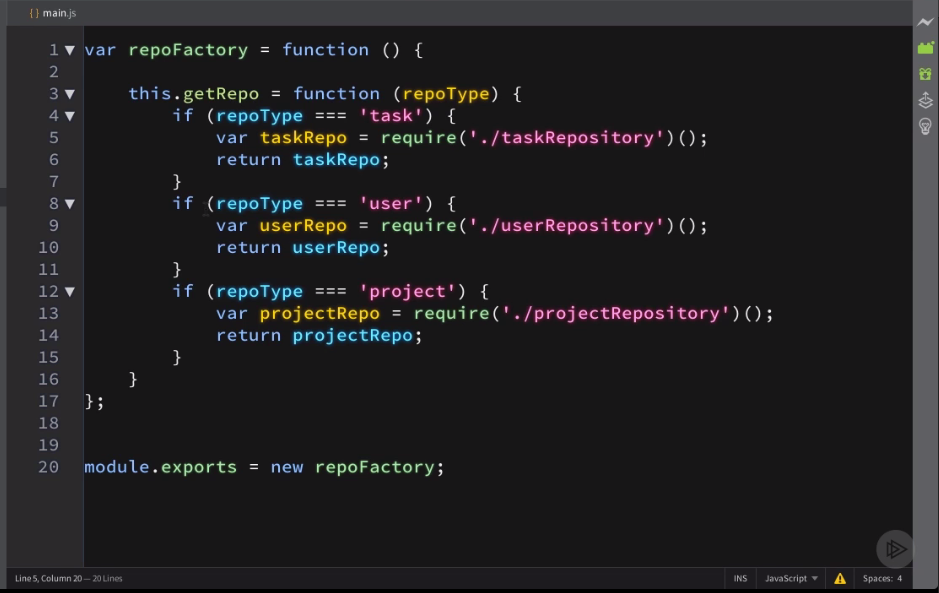 { } main.js
1 ▼ var repoFactory = function () {
2
3 ▼     this.getRepo = function (repoType) {
4 ▼         if (repoType === 'task') {
5             var taskRepo = require('./taskRepository')();
6             return taskRepo;
7         }
8 ▼         if (repoType === 'user') {
9             var userRepo = require('./userRepository')();
10             return userRepo;
11         }
12 ▼         if (repoType === 'project') {
13             var projectRepo = require('./projectRepository')();
14             return projectRepo;
15         }
16     }
17 };
18
19
20 module.exports = new repoFactory;
Line 5, Column 20 — 20 Lines INS JavaScript ▼ Spaces: 4